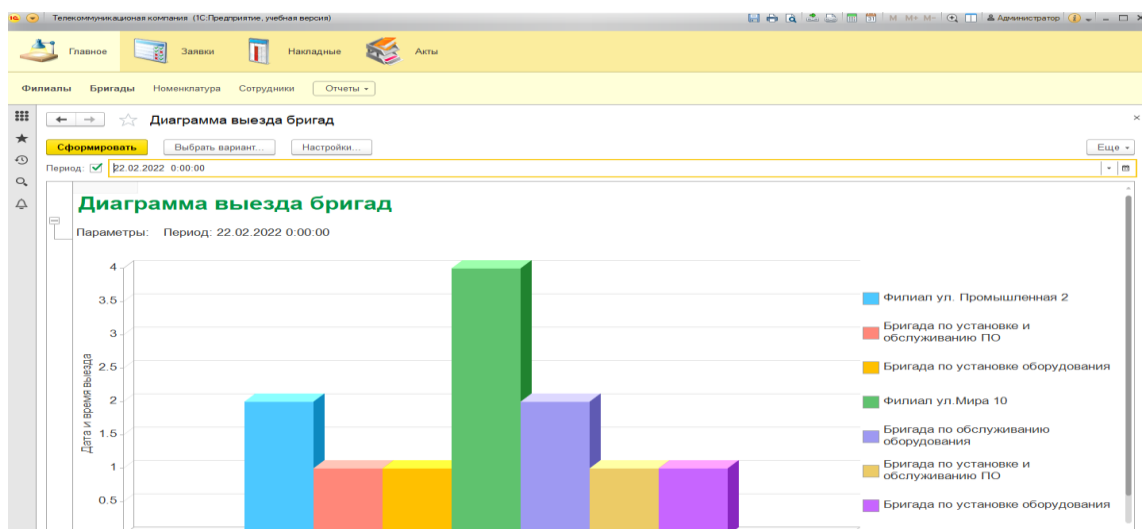 Телекоммуникационая компания (1С:Предприятие, учебная версия)
M M+ M- Администратор
Главное Заявки Накладные Акты
Филиалы Бригады Номенклатура Сотрудники Отчеты
Диаграмма выезда бригад
Сформировать Выбрать вариант... Настройки... Еще
Период: 22.02.2022 0:00:00
Диаграмма выезда бригад
Параметры: Период: 22.02.2022 0:00:00
Дата и время выезда
4
3.5
3
2.5
2
1.5
1
0.5
Филиал ул. Промышленная 2
Бригада по установке и
обслуживанию ПО
Бригада по установке оборудования
Филиал ул.Мира 10
Бригада по обслуживанию
оборудования
Бригада по установке и
обслуживанию ПО
Бригада по установке оборудования